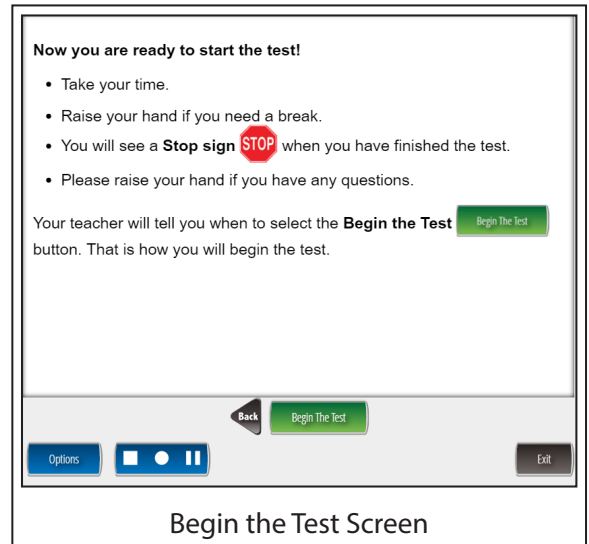 Now you are ready to start the test!
• Take your time.
• Raise your hand if you need a break.
• You will see a Stop sign STOP when you have finished the test.
• Please raise your hand if you have any questions.
Your teacher will tell you when to select the Begin the Test Begin The Test
button. That is how you will begin the test.
Back Begin The Test
Options Exit
Begin the Test Screen